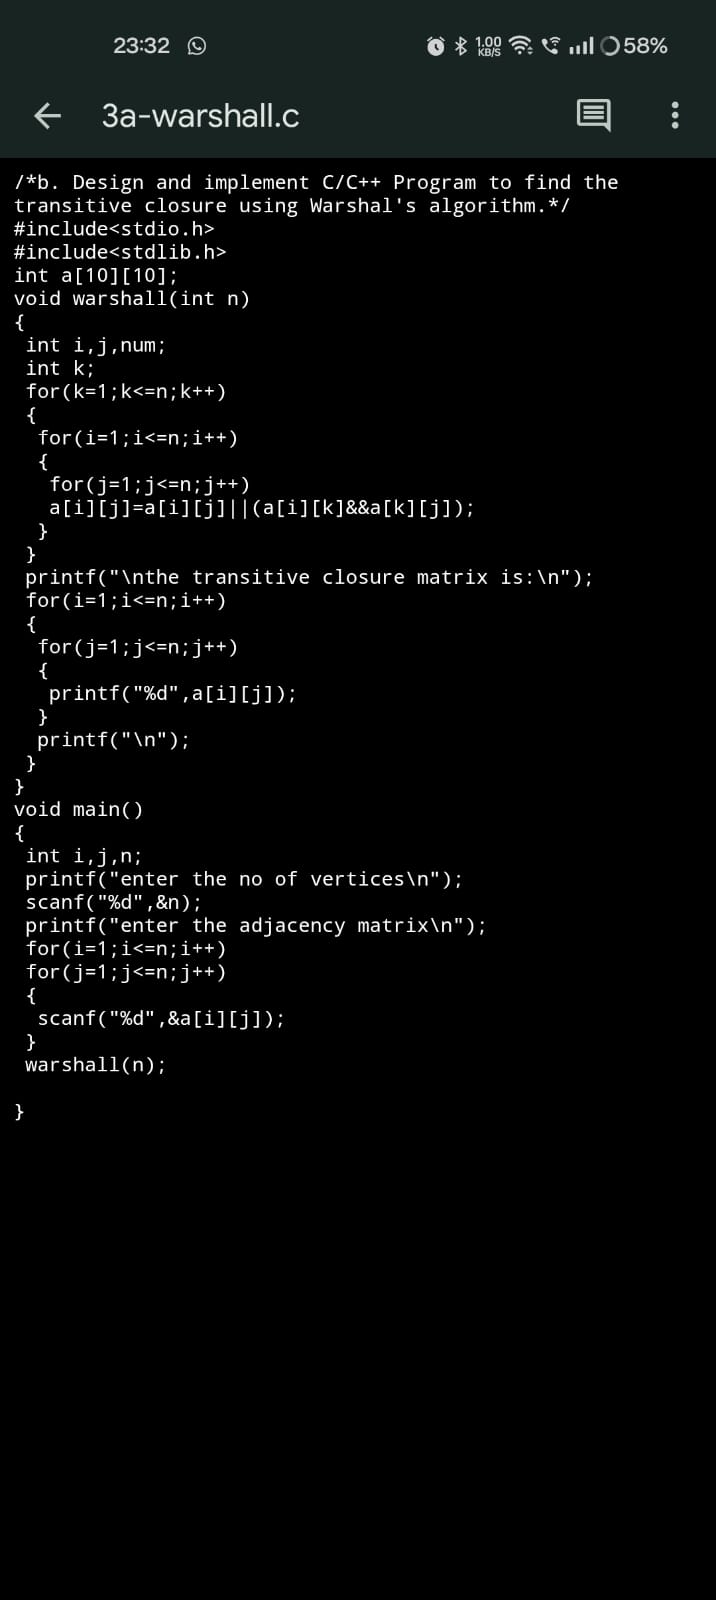 23:32 1.00 KB/S 58%
3a-warshall.c
/*b. Design and implement C/C++ Program to find the
transitive closure using Warshal's algorithm.*/
#include<stdio.h>
#include<stdlib.h>
int a[10][10];
void warshall(int n)
{
 int i,j,num;
 int k;
 for(k=1;k<=n;k++)
 {
  for(i=1;i<=n;i++)
  {
   for(j=1;j<=n;j++)
   a[i][j]=a[i][j]||(a[i][k]&&a[k][j]);
  }
 }
 printf("\nthe transitive closure matrix is:\n");
 for(i=1;i<=n;i++)
 {
  for(j=1;j<=n;j++)
  {
   printf("%d",a[i][j]);
  }
  printf("\n");
 }
}
void main()
{
 int i,j,n;
 printf("enter the no of vertices\n");
 scanf("%d",&n);
 printf("enter the adjacency matrix\n");
 for(i=1;i<=n;i++)
 for(j=1;j<=n;j++)
 {
  scanf("%d",&a[i][j]);
 }
 warshall(n);

}